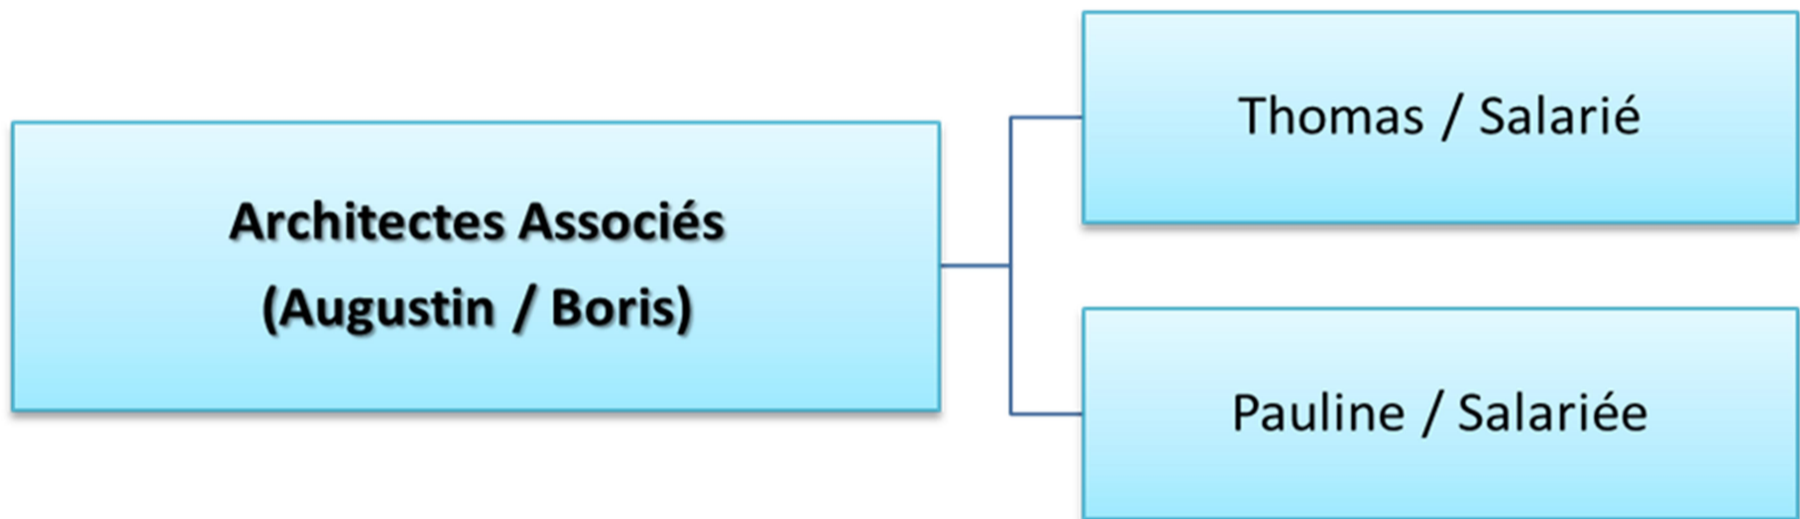 Architectes Associés
(Augustin / Boris)
Thomas / Salarié
Pauline / Salariée